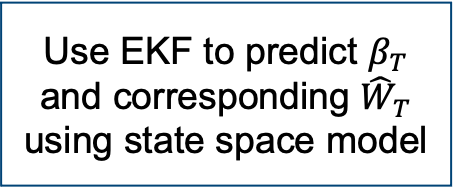 Use EKF to predict β_T
and corresponding Ŵ_T
using state space model